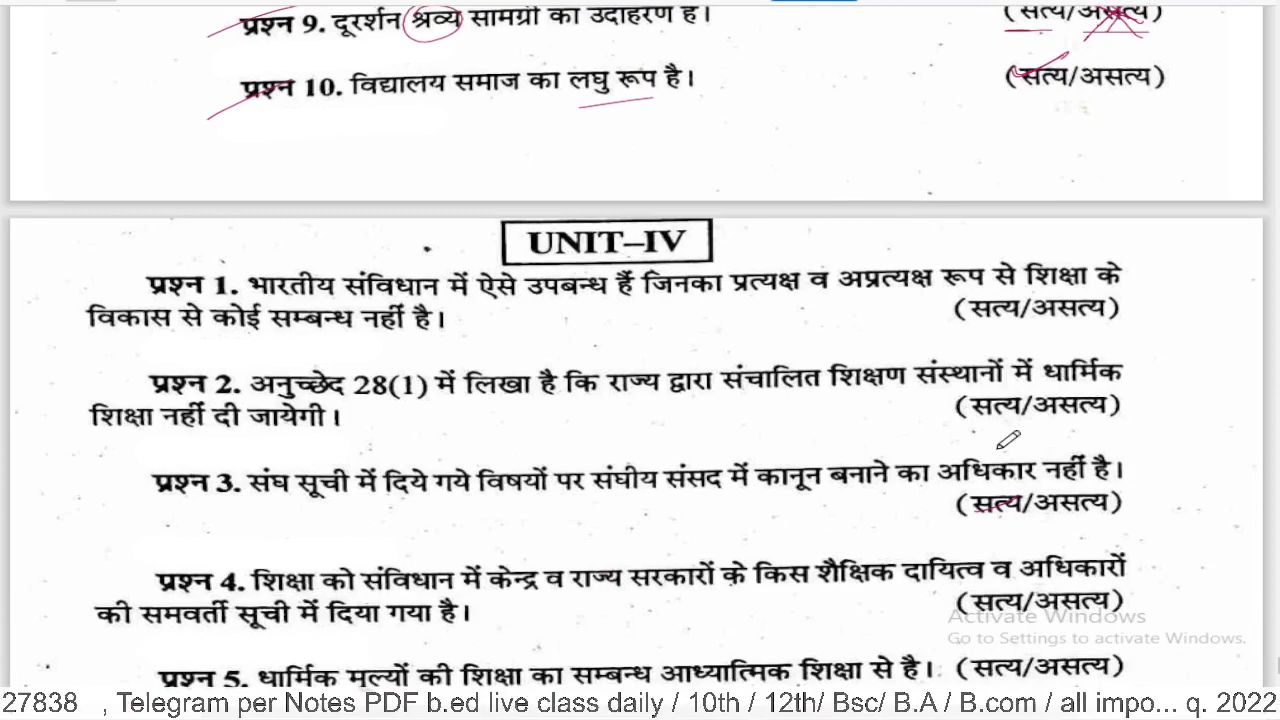 प्रश्न 9. दूरर्शन श्रव्य सामग्री का उदाहरण है। (सत्य/असत्य)
प्रश्न 10. विद्यालय समाज का लघु रूप है। (सत्य/असत्य)
UNIT–IV
प्रश्न 1. भारतीय संविधान में ऐसे उपबन्ध हैं जिनका प्रत्यक्ष व अप्रत्यक्ष रूप से शिक्षा के
विकास से कोई सम्बन्ध नहीं है। (सत्य/असत्य)
प्रश्न 2. अनुच्छेद 28(1) में लिखा है कि राज्य द्वारा संचालित शिक्षण संस्थानों में धार्मिक
शिक्षा नहीं दी जायेगी। (सत्य/असत्य)
प्रश्न 3. संघ सूची में दिये गये विषयों पर संघीय संसद में कानून बनाने का अधिकार नहीं है।
(सत्य/असत्य)
प्रश्न 4. शिक्षा को संविधान में केन्द्र व राज्य सरकारों के किस शैक्षिक दायित्व व अधिकारों
की समवर्ती सूची में दिया गया है। (सत्य/असत्य)
Activate Windows
Go to Settings to activate Windows.
प्रश्न 5. धार्मिक मूल्यों की शिक्षा का सम्बन्ध आध्यात्मिक शिक्षा से है। (सत्य/असत्य)
27838 , Telegram per Notes PDF b.ed live class daily / 10th / 12th/ Bsc/ B.A / B.com / all impo... q. 2022